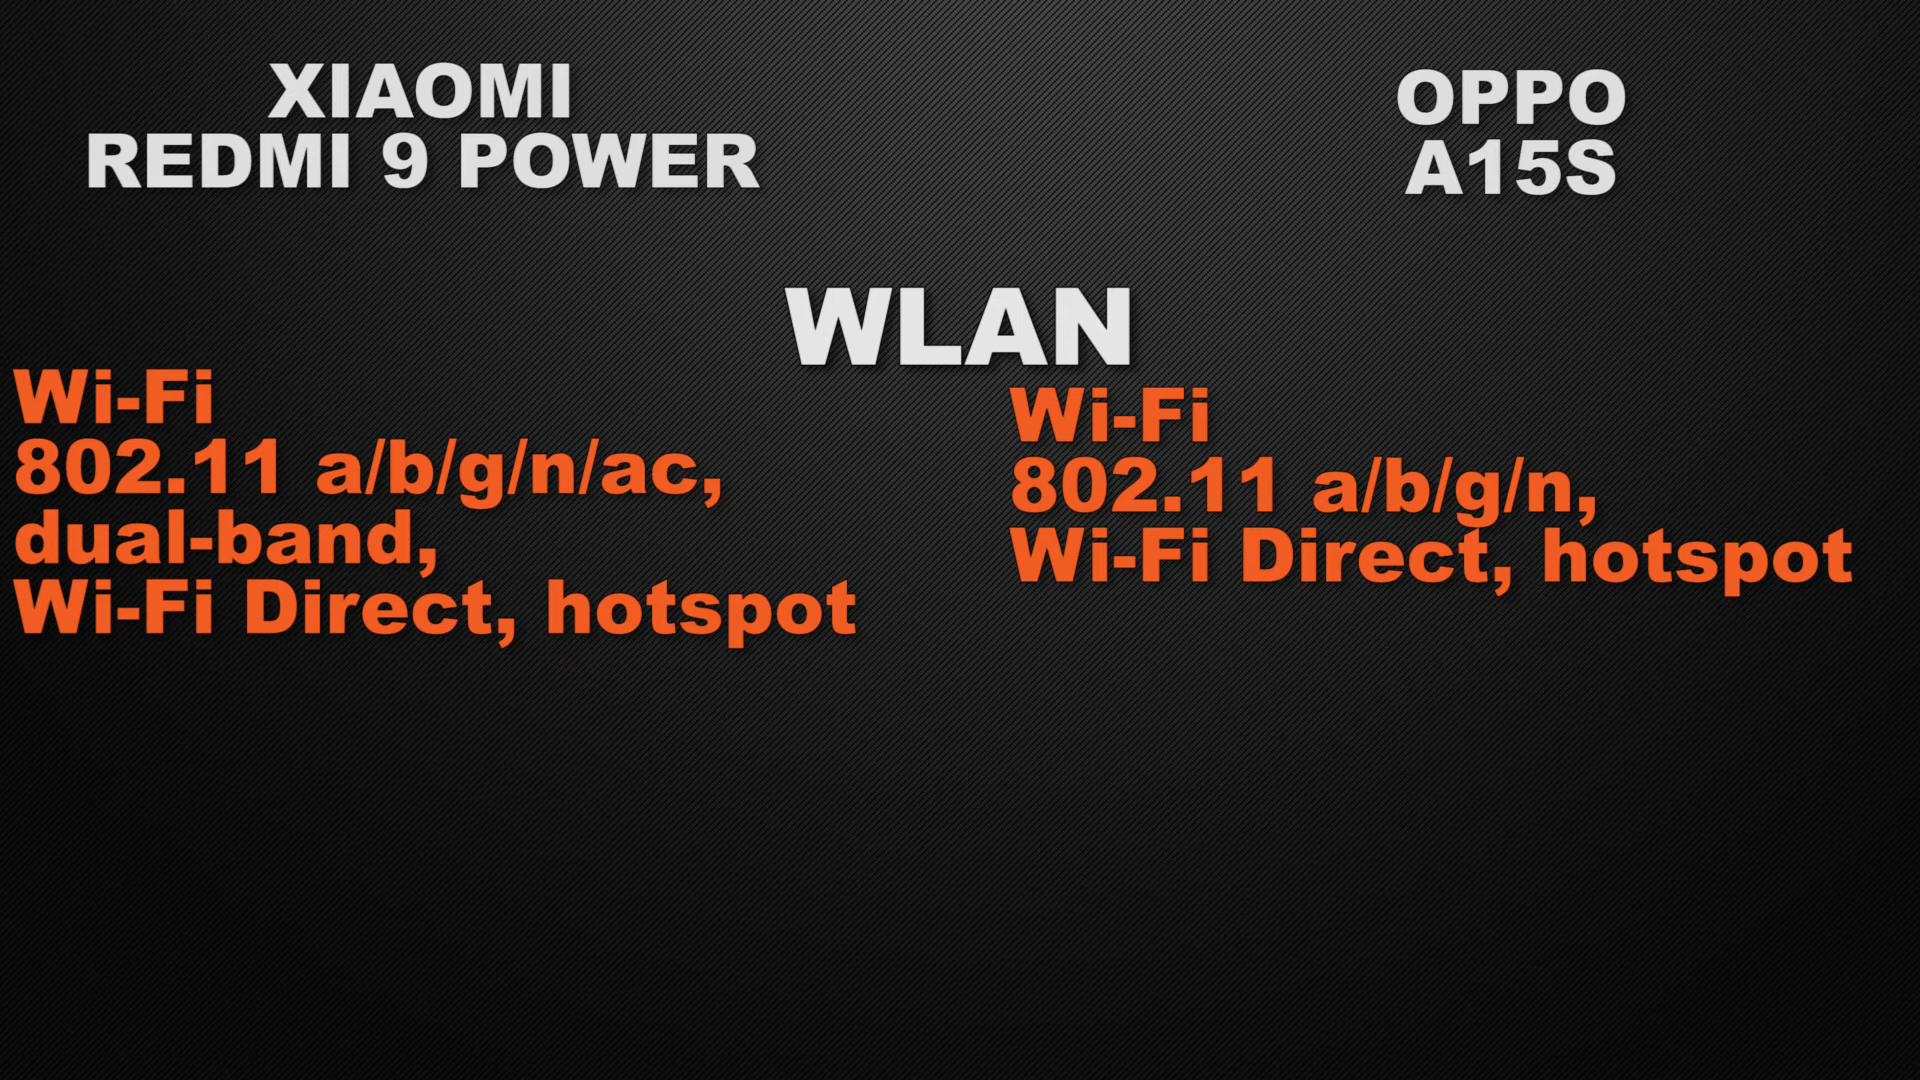 XIAOMI
REDMI 9 POWER
OPPO
A15S
WLAN
Wi-Fi
802.11 a/b/g/n/ac,
dual-band,
Wi-Fi Direct, hotspot
Wi-Fi
802.11 a/b/g/n,
Wi-Fi Direct, hotspot